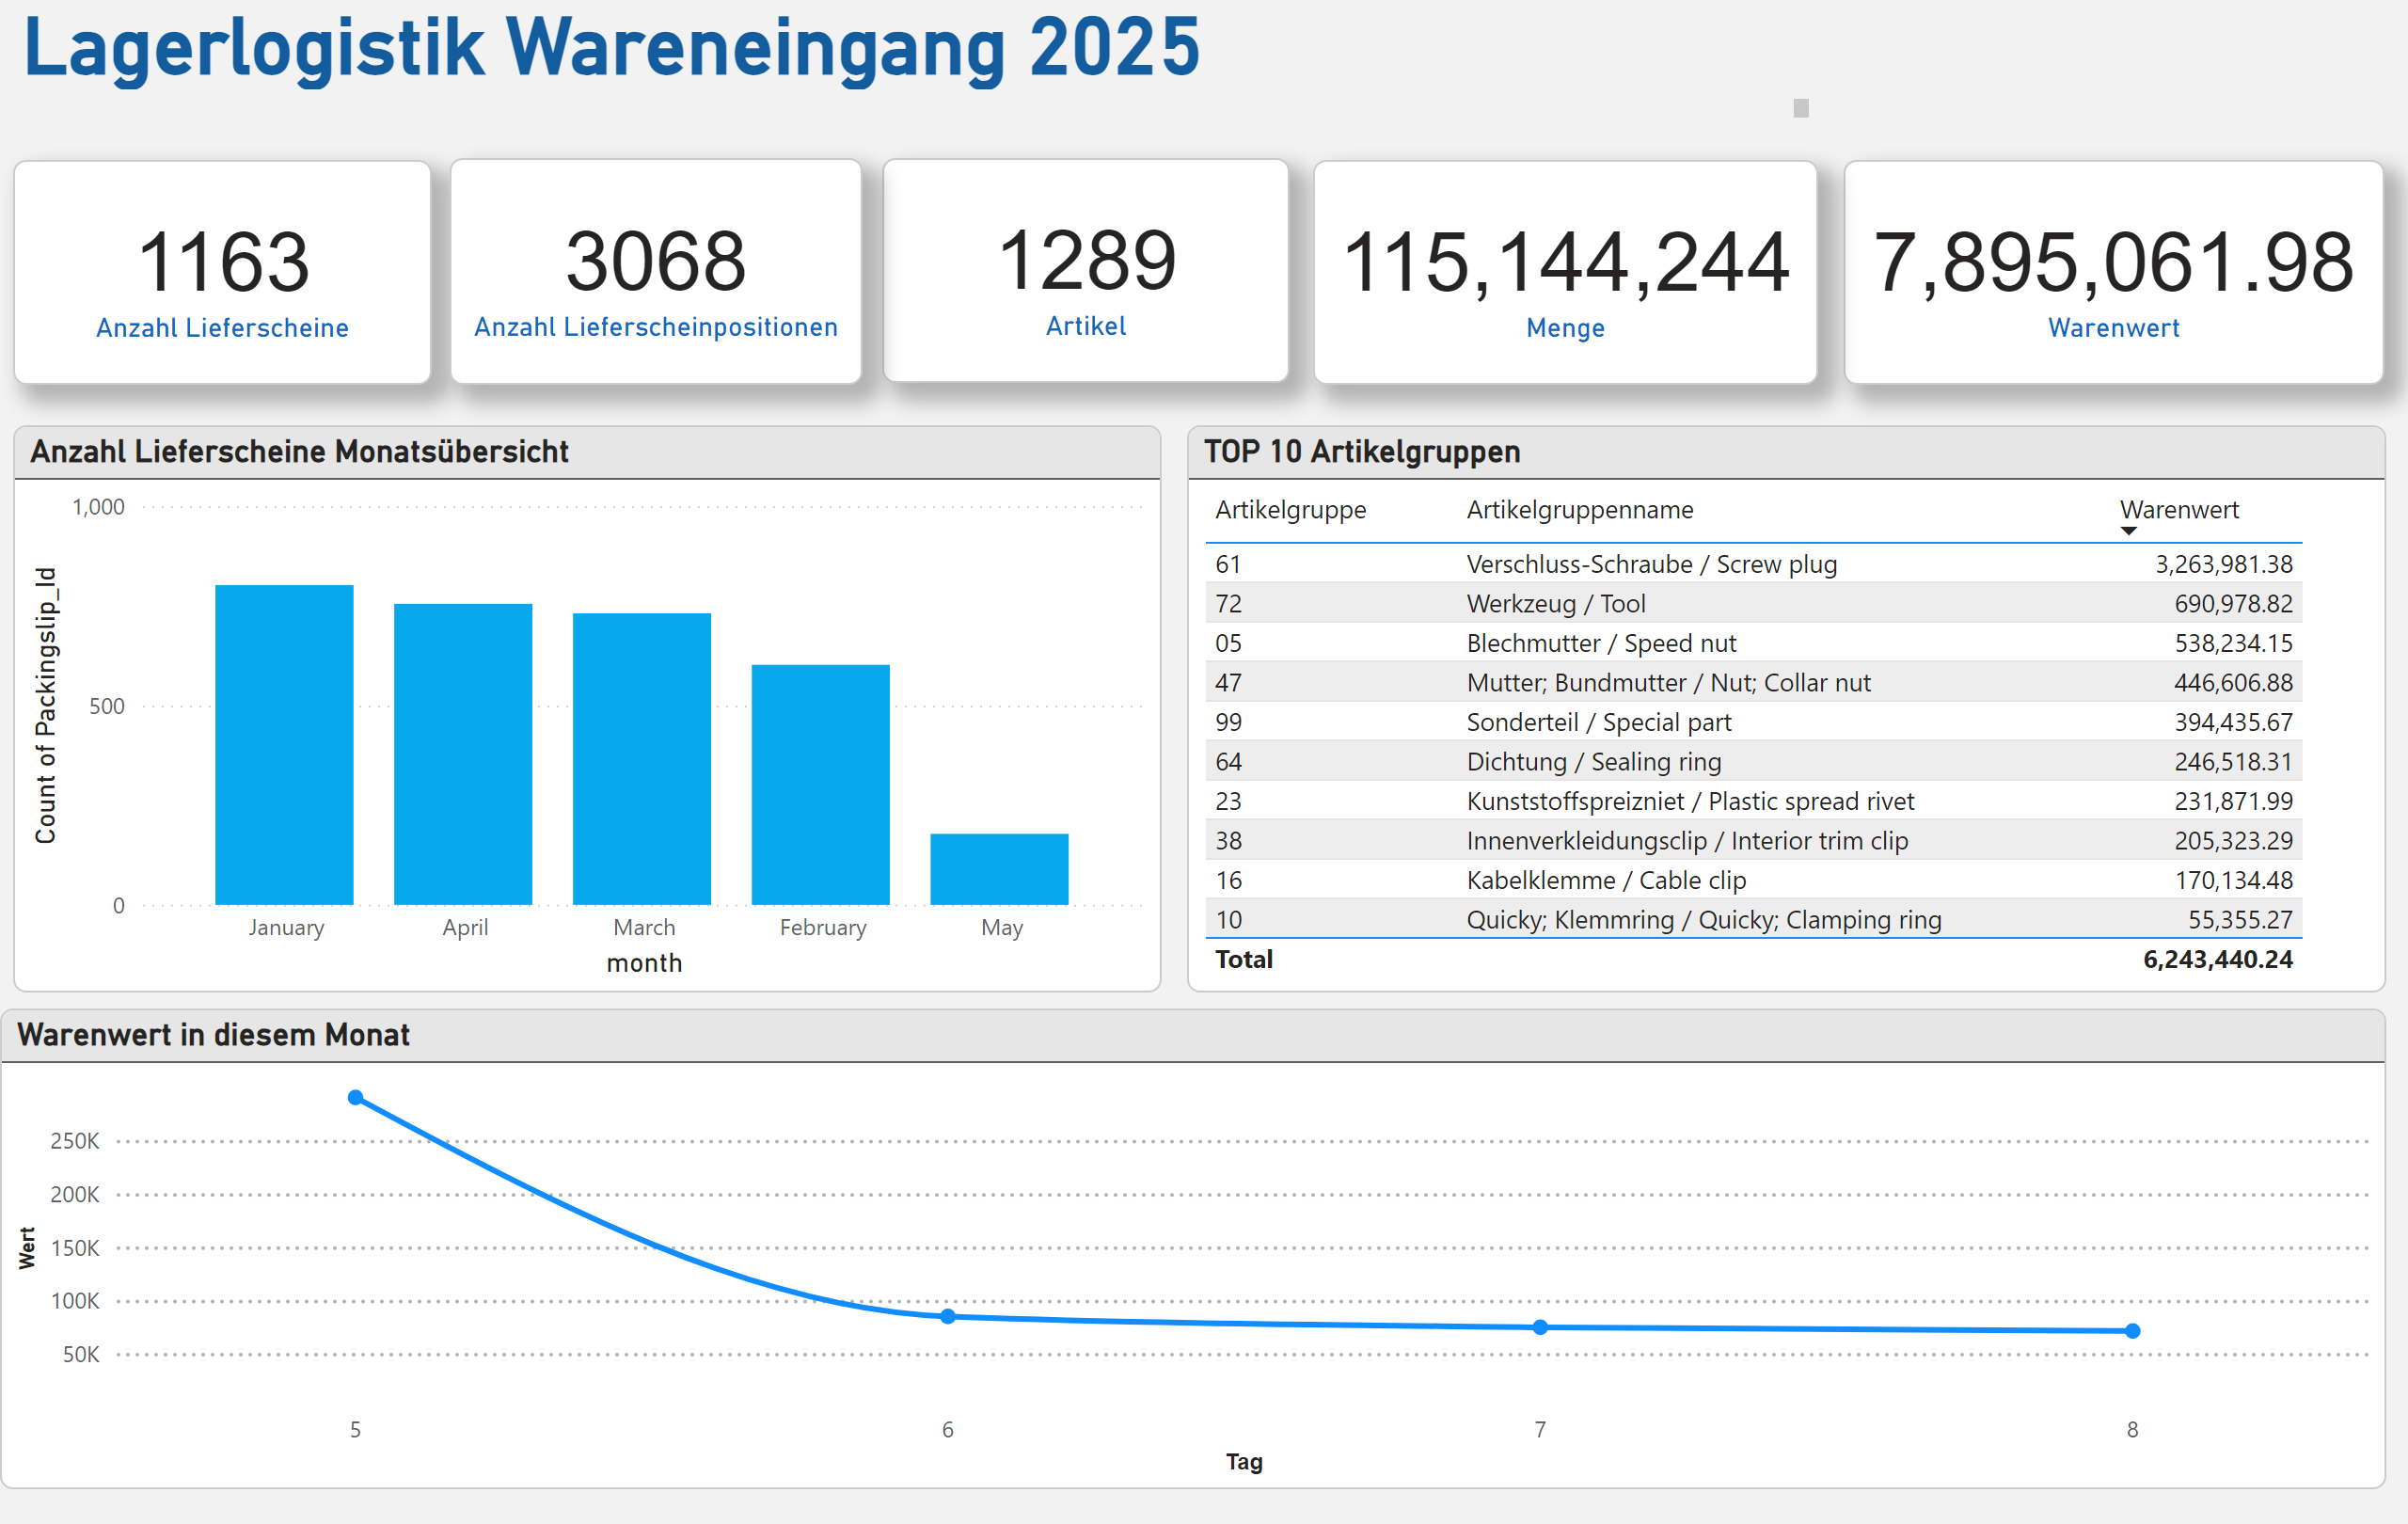 Lagerlogistik Wareneingang 2025
1163
Anzahl Lieferscheine
3068
Anzahl Lieferscheinpositionen
1289
Artikel
115,144,244
Menge
7,895,061.98
Warenwert
Anzahl Lieferscheine Monatsübersicht
1,000
500
0
Count of Packingslip_Id
January April March February May
month
TOP 10 Artikelgruppen
Artikelgruppe Artikelgruppenname Warenwert
61 Verschluss-Schraube / Screw plug 3,263,981.38
72 Werkzeug / Tool 690,978.82
05 Blechmutter / Speed nut 538,234.15
47 Mutter; Bundmutter / Nut; Collar nut 446,606.88
99 Sonderteil / Special part 394,435.67
64 Dichtung / Sealing ring 246,518.31
23 Kunststoffspreizniet / Plastic spread rivet 231,871.99
38 Innenverkleidungsclip / Interior trim clip 205,323.29
16 Kabelklemme / Cable clip 170,134.48
10 Quicky; Klemmring / Quicky; Clamping ring 55,355.27
Total 6,243,440.24
Warenwert in diesem Monat
250K
200K
150K
100K
50K
Wert
5 6 7 8
Tag